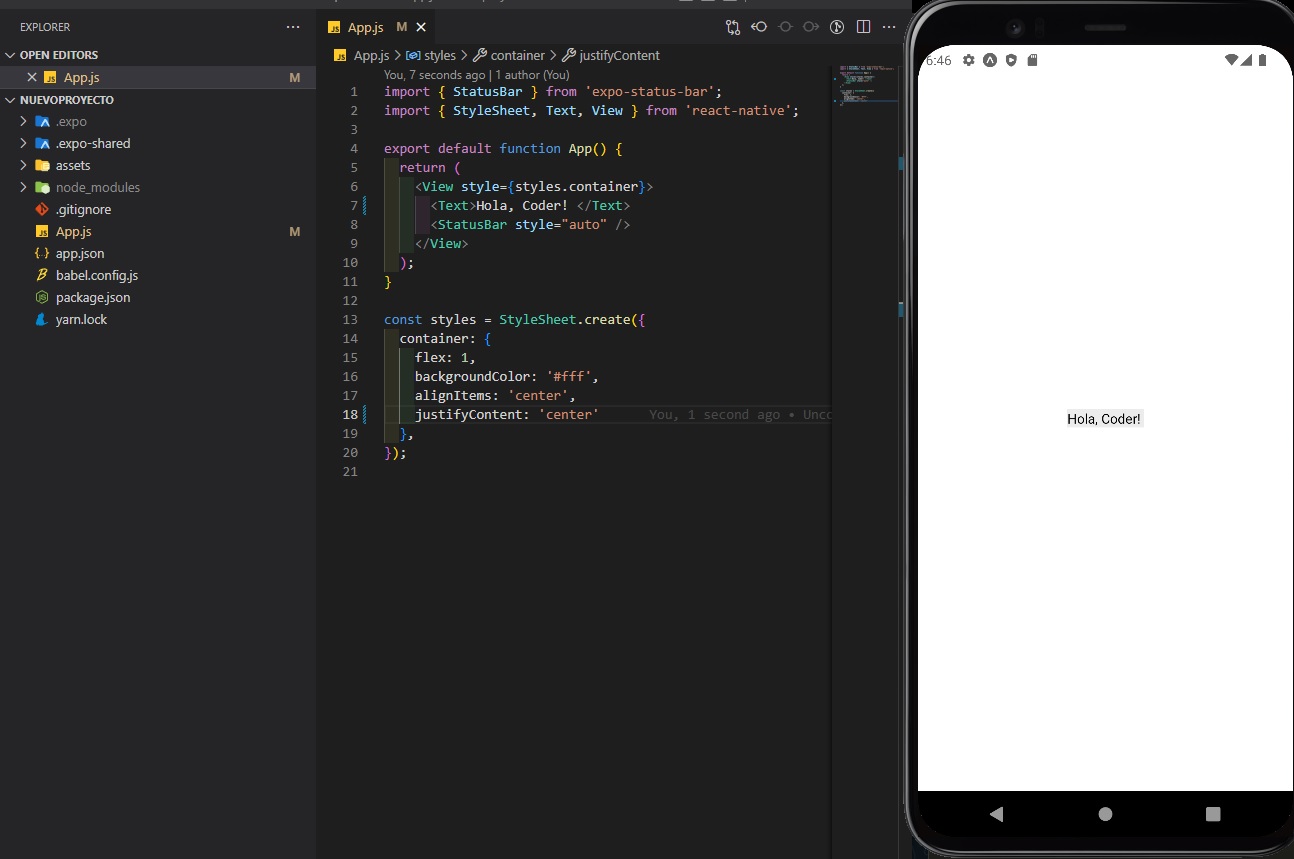 EXPLORER
OPEN EDITORS
App.js M
NUEVOPROYECTO
.expo
.expo-shared
assets
node_modules
.gitignore
App.js M
app.json
babel.config.js
package.json
yarn.lock
App.js M
App.js > styles > container > justifyContent
You, 7 seconds ago | 1 author (You)
1 import { StatusBar } from 'expo-status-bar';
2 import { StyleSheet, Text, View } from 'react-native';
3
4 export default function App() {
5 return (
6 <View style={styles.container}>
7 <Text>Hola, Coder! </Text>
8 <StatusBar style="auto" />
9 </View>
10 );
11 }
12
13 const styles = StyleSheet.create({
14 container: {
15 flex: 1,
16 backgroundColor: '#fff',
17 alignItems: 'center',
18 justifyContent: 'center' You, 1 second ago • Unco
19 },
20 });
21
6:46
Hola, Coder!